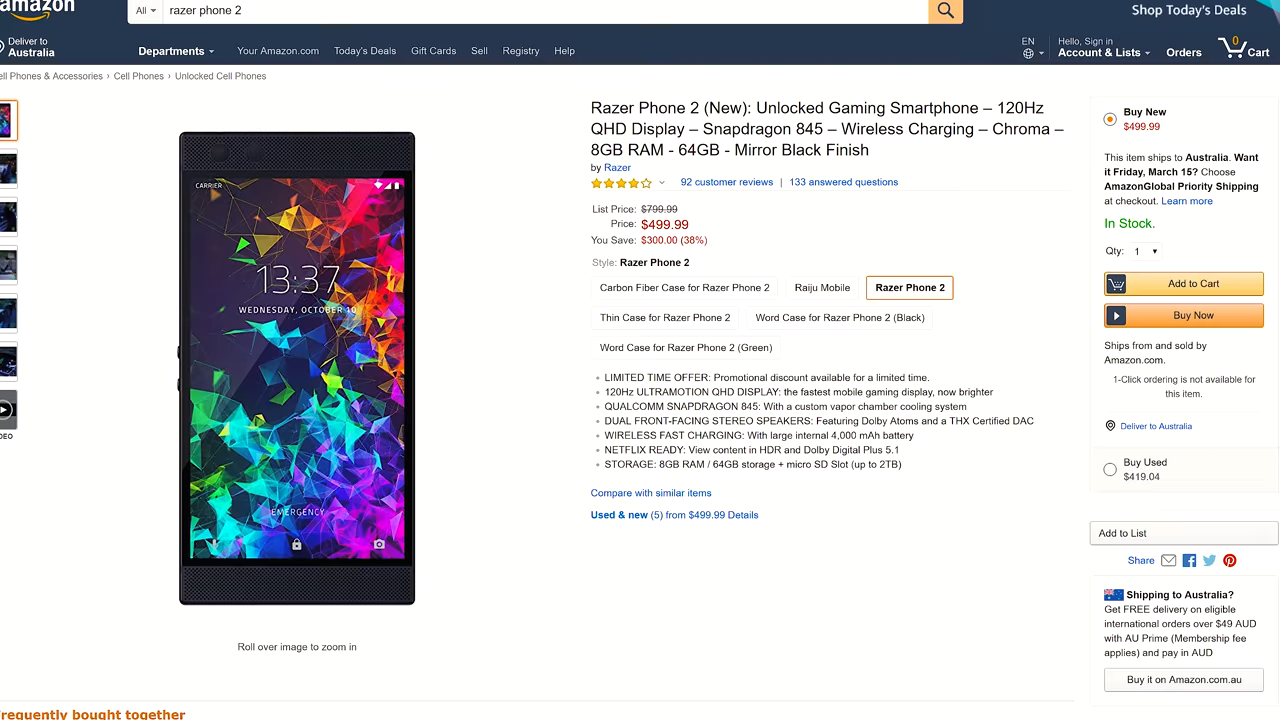 amazon
All
razor phone 2
Shop Today's Deals
Deliver to
Australia
Departments
Your Amazon.com
Today's Deals
Gift Cards
Sell
Registry
Help
EN
Hello, Sign in
Account & Lists
Orders
0
Cart
ell Phones & Accessories › Cell Phones › Unlocked Cell Phones
Razer Phone 2 (New): Unlocked Gaming Smartphone – 120Hz
QHD Display – Snapdragon 845 – Wireless Charging – Chroma –
8GB RAM - 64GB - Mirror Black Finish
by Razer
92 customer reviews | 133 answered questions
List Price: $799.99
Price: $499.99
You Save: $300.00 (38%)
Style: Razer Phone 2
Carbon Fiber Case for Razer Phone 2
Raiju Mobile
Razer Phone 2
Thin Case for Razer Phone 2
Word Case for Razer Phone 2 (Black)
Word Case for Razer Phone 2 (Green)
LIMITED TIME OFFER: Promotional discount available for a limited time.
120Hz ULTRAMOTION QHD DISPLAY: the fastest mobile gaming display, now brighter
QUALCOMM SNAPDRAGON 845: With a custom vapor chamber cooling system
DUAL FRONT-FACING STEREO SPEAKERS: Featuring Dolby Atoms and a THX Certified DAC
WIRELESS FAST CHARGING: With large internal 4,000 mAh battery
NETFLIX READY: View content in HDR and Dolby Digital Plus 5.1
STORAGE: 8GB RAM / 64GB storage + micro SD Slot (up to 2TB)
Compare with similar items
Used & new (5) from $499.99 Details
CARRIER
13:37
WEDNESDAY, OCTOBER 10
EMERGENCY
Roll over image to zoom in
DEO
Buy New
$499.99
This item ships to Australia. Want
it Friday, March 15? Choose
AmazonGlobal Priority Shipping
at checkout. Learn more
In Stock.
Qty: 1
Add to Cart
Buy Now
Ships from and sold by
Amazon.com.
1-Click ordering is not available for
this item.
Deliver to Australia
Buy Used
$419.04
Add to List
Share
Shipping to Australia?
Get FREE delivery on eligible
international orders over $49 AUD
with AU Prime (Membership fee
applies) and pay in AUD
Buy it on Amazon.com.au
requently bought together